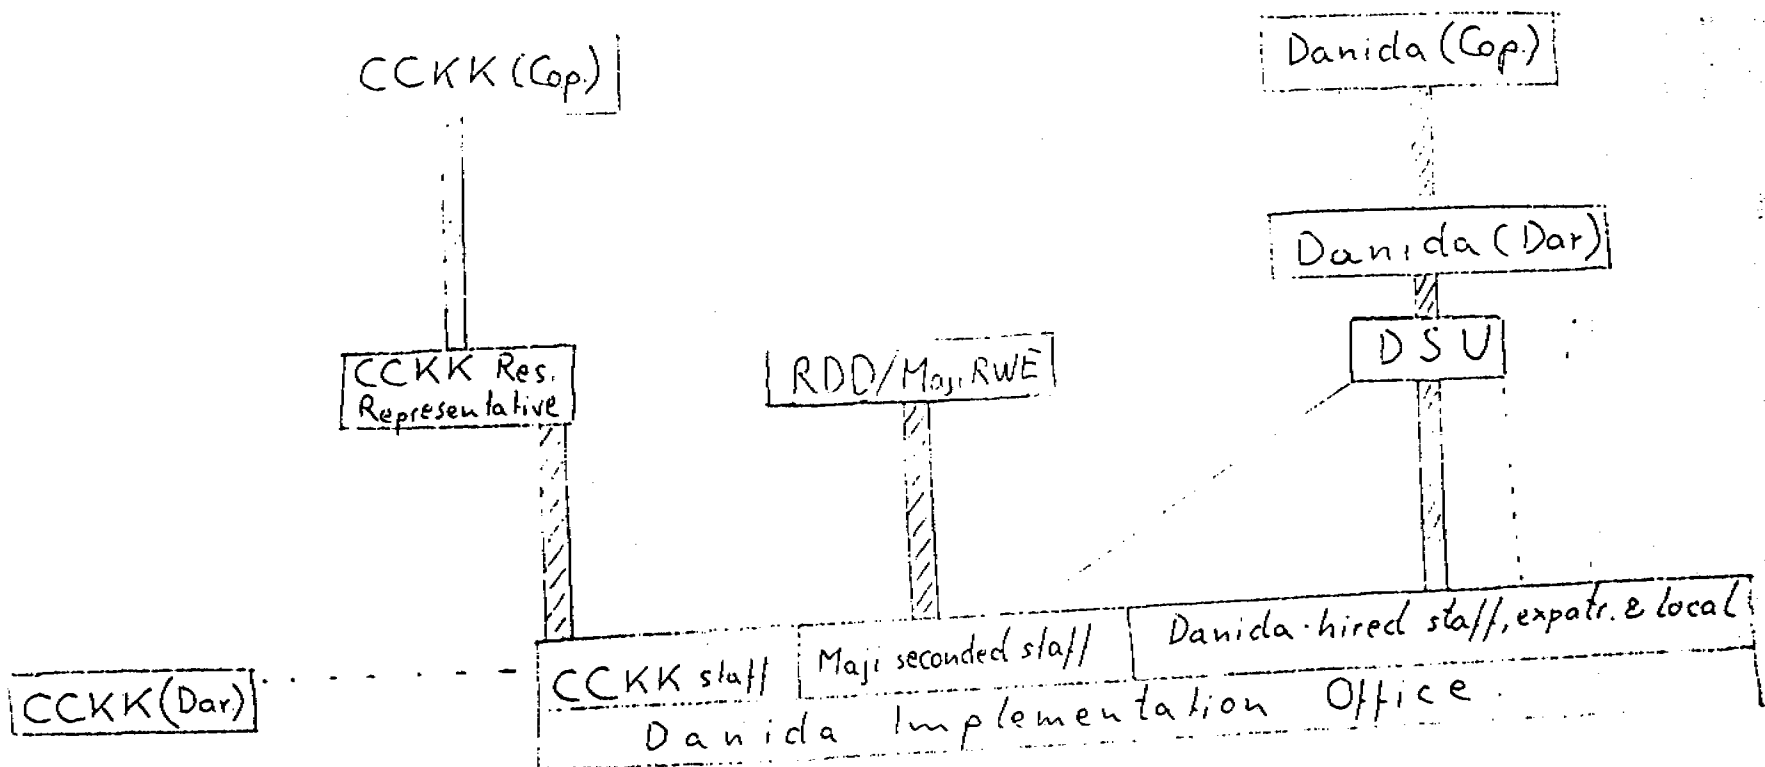 CCKK (Cop.)
Danida (Cop.)
Danida (Dar)
CCKK Res.
Representative
RDD/Maji RWE
DSU
CCKK staff
Maji seconded staff
Danida-hired staff, expatr. & local
CCKK (Dar)
Danida Implementation Office